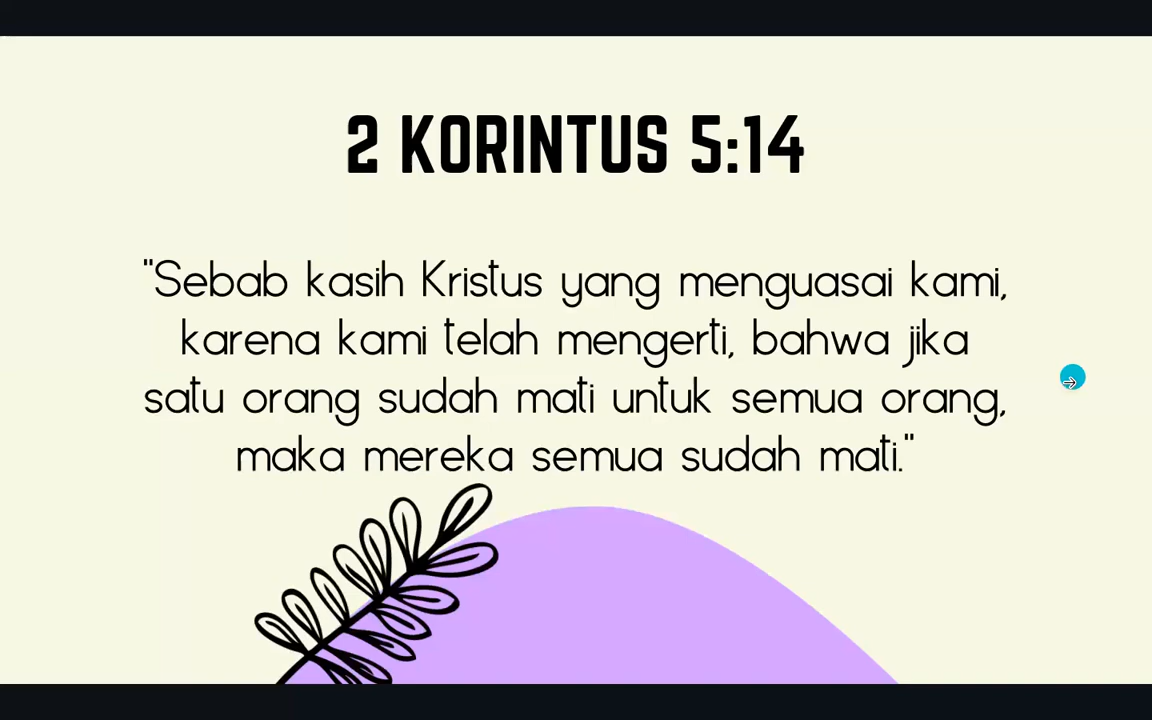 2 KORINTUS 5:14
"Sebab kasih Kristus yang menguasai kami,
karena kami telah mengerti, bahwa jika
satu orang sudah mati untuk semua orang,
maka mereka semua sudah mati."